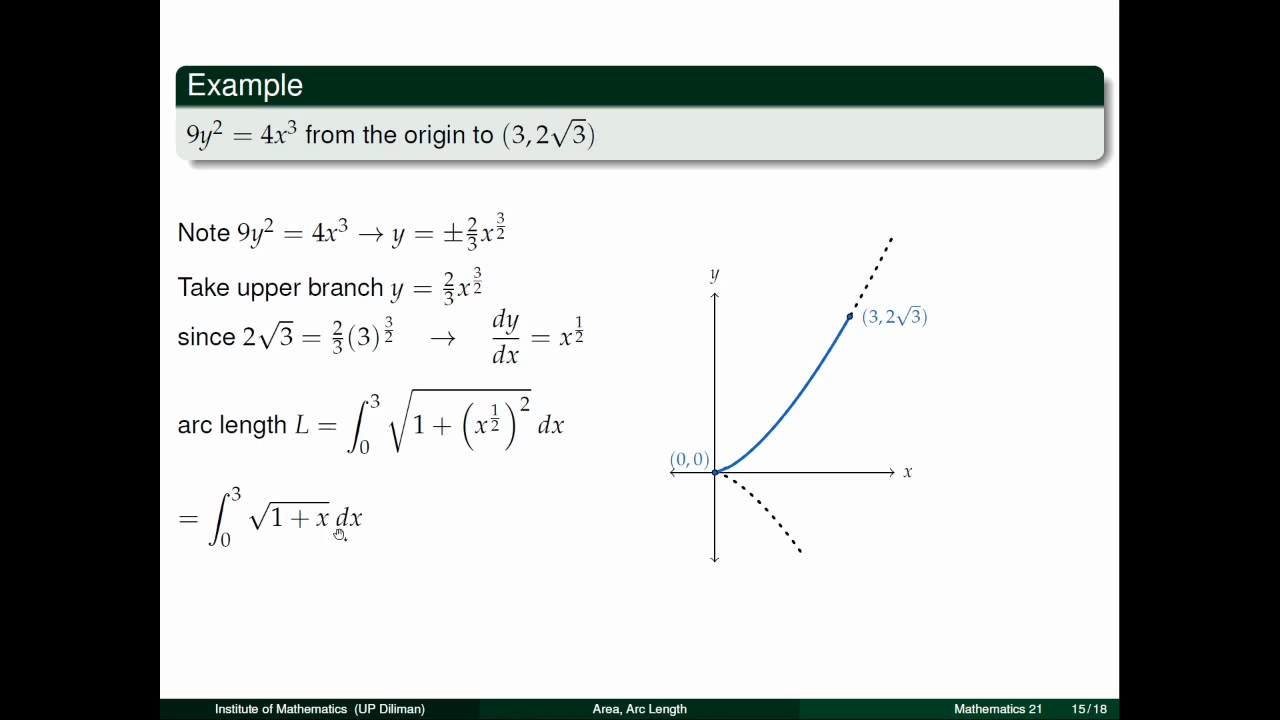 Example
9y² = 4x³ from the origin to (3, 2√3)
Note 9y² = 4x³ → y = ±⅔x^{3/2}
Take upper branch y = ⅔x^{3/2}
since 2√3 = ⅔(3)^{3/2} → dy/dx = x^{1/2}
arc length L = ∫₀³ √(1 + (x^{1/2})²) dx
= ∫₀³ √(1 + x) dx
y
(3, 2√3)
(0, 0)
x
Institute of Mathematics (UP Diliman) Area, Arc Length Mathematics 21 15 / 18